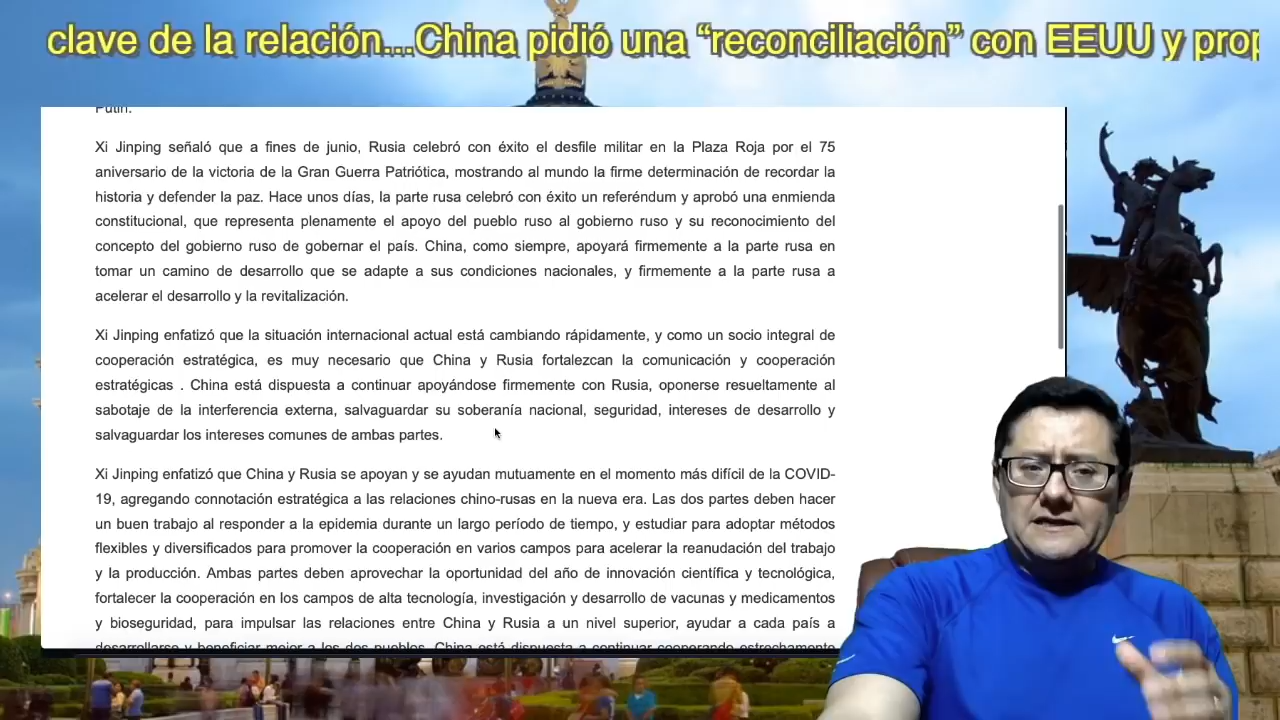 clave de la relación...China pidió una “reconciliación” con EEUU y prop
Putin.
Xi Jinping señaló que a fines de junio, Rusia celebró con éxito el desfile militar en la Plaza Roja por el 75
aniversario de la victoria de la Gran Guerra Patriótica, mostrando al mundo la firme determinación de recordar la
historia y defender la paz. Hace unos días, la parte rusa celebró con éxito un referéndum y aprobó una enmienda
constitucional, que representa plenamente el apoyo del pueblo ruso al gobierno ruso y su reconocimiento del
concepto del gobierno ruso de gobernar el país. China, como siempre, apoyará firmemente a la parte rusa en
tomar un camino de desarrollo que se adapte a sus condiciones nacionales, y firmemente a la parte rusa a
acelerar el desarrollo y la revitalización.
Xi Jinping enfatizó que la situación internacional actual está cambiando rápidamente, y como un socio integral de
cooperación estratégica, es muy necesario que China y Rusia fortalezcan la comunicación y cooperación
estratégicas . China está dispuesta a continuar apoyándose firmemente con Rusia, oponerse resueltamente al
sabotaje de la interferencia externa, salvaguardar su soberanía nacional, seguridad, intereses de desarrollo y
salvaguardar los intereses comunes de ambas partes.
Xi Jinping enfatizó que China y Rusia se apoyan y se ayudan mutuamente en el momento más difícil de la COVID-
19, agregando connotación estratégica a las relaciones chino-rusas en la nueva era. Las dos partes deben hacer
un buen trabajo al responder a la epidemia durante un largo período de tiempo, y estudiar para adoptar métodos
flexibles y diversificados para promover la cooperación en varios campos para acelerar la reanudación del trabajo
y la producción. Ambas partes deben aprovechar la oportunidad del año de innovación científica y tecnológica,
fortalecer la cooperación en los campos de alta tecnología, investigación y desarrollo de vacunas y medicamentos
y bioseguridad, para impulsar las relaciones entre China y Rusia a un nivel superior, ayudar a cada país a
desarrollarse y beneficiar mejor a los dos pueblos. China está dispuesta a continuar cooperando estrechamente